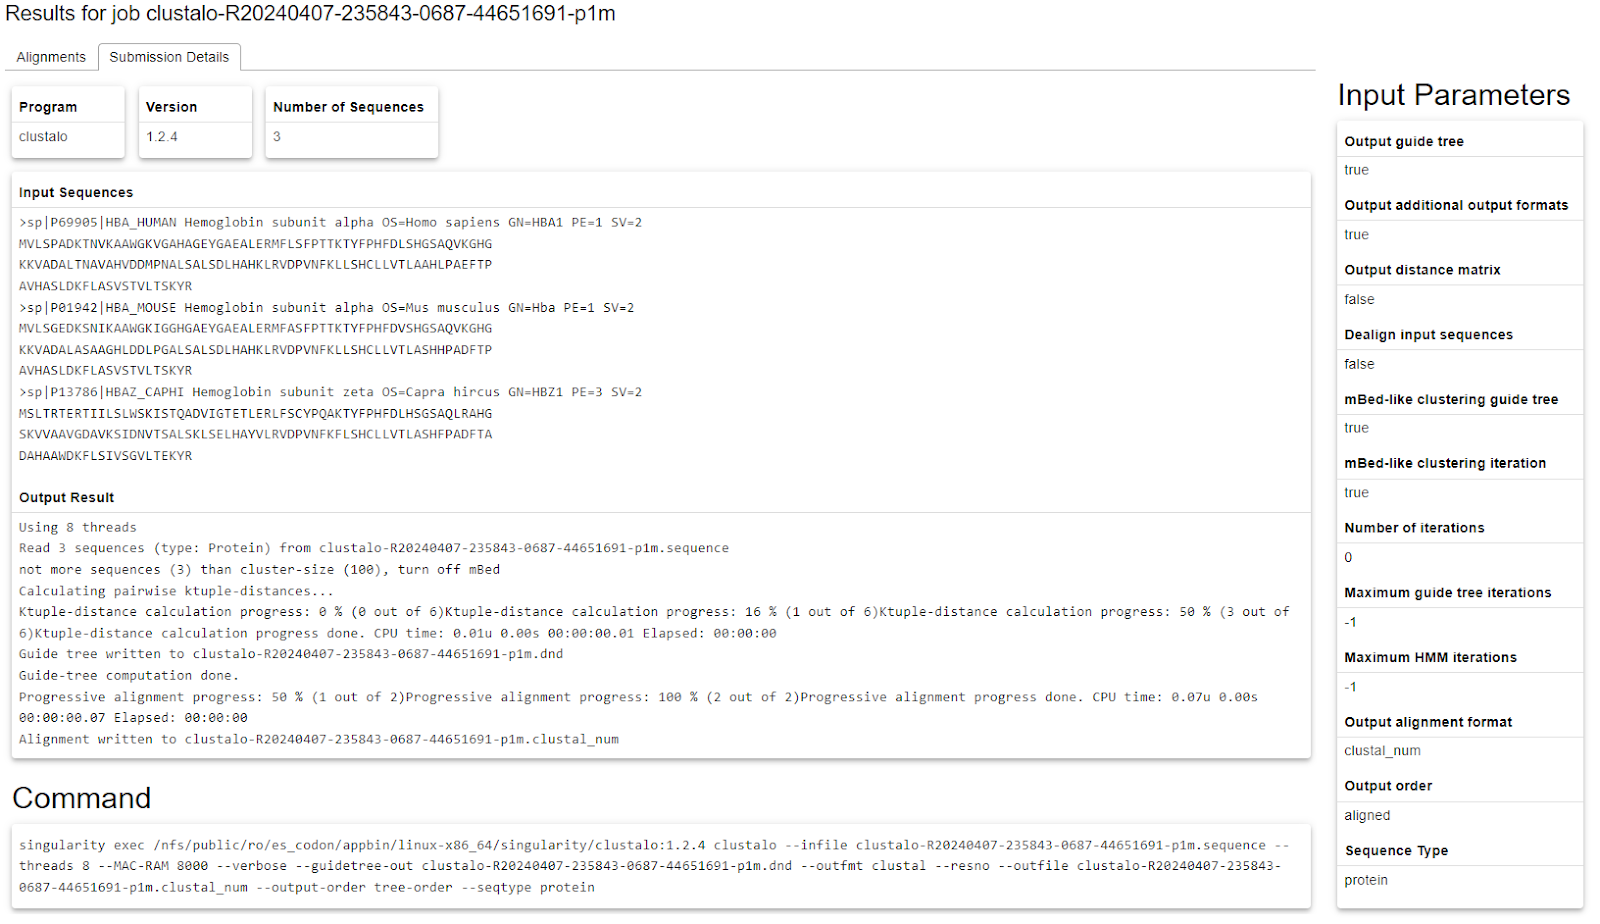 Results for job clustalo-R20240407-235843-0687-44651691-p1m
Alignments
Submission Details
Program
clustalo
Version
1.2.4
Number of Sequences
3
Input Sequences
>sp|P69905|HBA_HUMAN Hemoglobin subunit alpha OS=Homo sapiens GN=HBA1 PE=1 SV=2
MVLSPADKTNVKAAWGKVGAHAGEYGAEALERMFLSFPTTKTYFPHFDLSHGSAQVKGHG
KKVADALTNAVAHVDDMPNALSALSDLHAHKLRVDPVNFKLLSHCLLVTLAAHLPAEFTP
AVHASLDKFLASVSTVLTSKYR
>sp|P01942|HBA_MOUSE Hemoglobin subunit alpha OS=Mus musculus GN=Hba PE=1 SV=2
MVLSGEDKSNIKAAWGKIGGHGAEYGAEALERMFASFPTTKTYFPHFDVSHGSAQVKGHG
KKVADALASAAGHLDDLPGALSALSDLHAHKLRVDPVNFKLLSHCLLVTLASHHPADFTP
AVHASLDKFLASVSTVLTSKYR
>sp|P13786|HBAZ_CAPHI Hemoglobin subunit zeta OS=Capra hircus GN=HBZ1 PE=3 SV=2
MSLTRTERTIILSLWSKISTQADVIGTETLERLFSCYPQAKTYFPHFDLHSGSAQLRAHG
SKVVAAVGDAVKSIDNVTSALSKLSELHAYVLRVDPVNFKFLSHCLLVTLASHFPADFTA
DAHAAWDKFLSIVSGVLTEKYR
Output Result
Using 8 threads
Read 3 sequences (type: Protein) from clustalo-R20240407-235843-0687-44651691-p1m.sequence
not more sequences (3) than cluster-size (100), turn off mBed
Calculating pairwise ktuple-distances...
Ktuple-distance calculation progress: 0 % (0 out of 6)Ktuple-distance calculation progress: 16 % (1 out of 6)Ktuple-distance calculation progress: 50 % (3 out of
6)Ktuple-distance calculation progress done. CPU time: 0.01u 0.00s 00:00:00.01 Elapsed: 00:00:00
Guide tree written to clustalo-R20240407-235843-0687-44651691-p1m.dnd
Guide-tree computation done.
Progressive alignment progress: 50 % (1 out of 2)Progressive alignment progress: 100 % (2 out of 2)Progressive alignment progress done. CPU time: 0.07u 0.00s
00:00:00.07 Elapsed: 00:00:00
Alignment written to clustalo-R20240407-235843-0687-44651691-p1m.clustal_num
Command
singularity exec /nfs/public/ro/es_codon/appbin/linux-x86_64/singularity/clustalo:1.2.4 clustalo --infile clustalo-R20240407-235843-0687-44651691-p1m.sequence --
threads 8 --MAC-RAM 8000 --verbose --guidetree-out clustalo-R20240407-235843-0687-44651691-p1m.dnd --outfmt clustal --resno --outfile clustalo-R20240407-235843-
0687-44651691-p1m.clustal_num --output-order tree-order --seqtype protein
Input Parameters
Output guide tree
true
Output additional output formats
true
Output distance matrix
false
Dealign input sequences
false
mBed-like clustering guide tree
true
mBed-like clustering iteration
true
Number of iterations
0
Maximum guide tree iterations
-1
Maximum HMM iterations
-1
Output alignment format
clustal_num
Output order
aligned
Sequence Type
protein